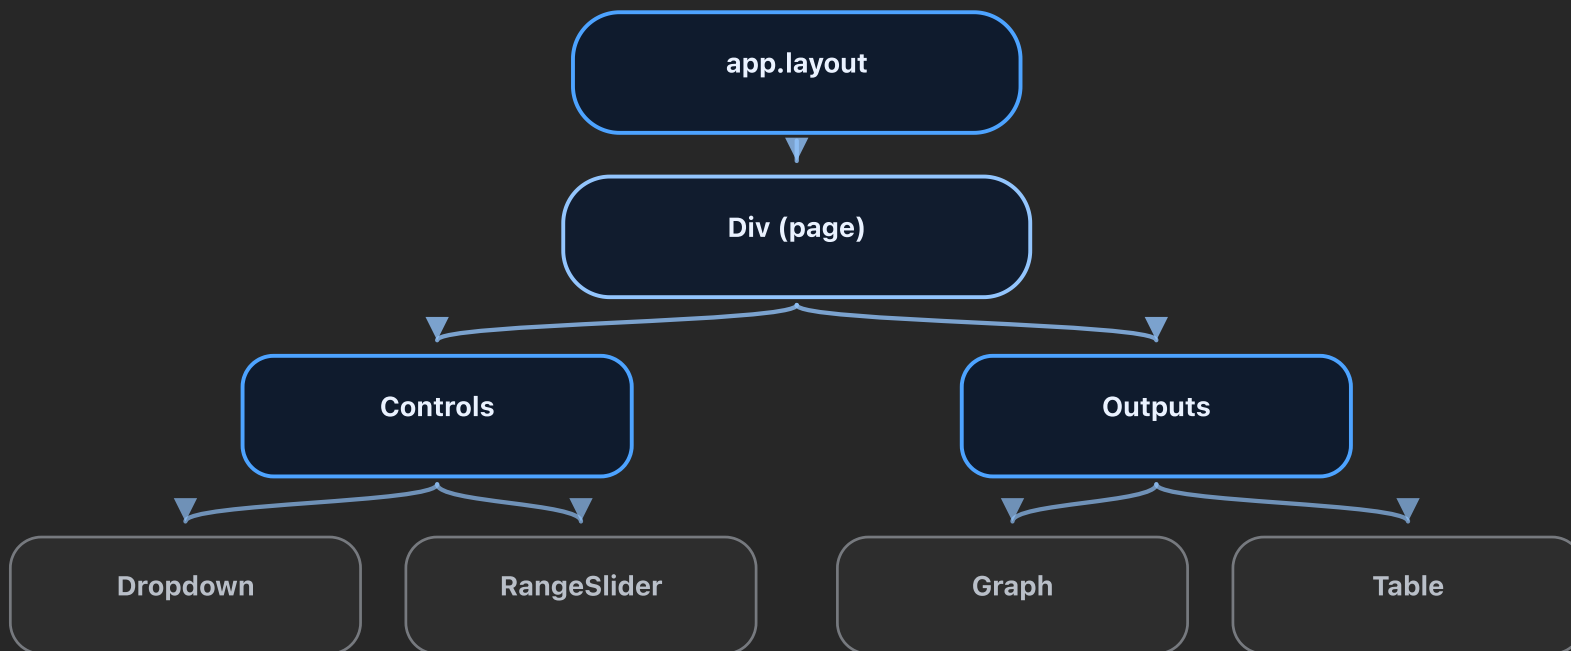 app.layout
Div (page)
Controls
Outputs
Dropdown
RangeSlider
Graph
Table